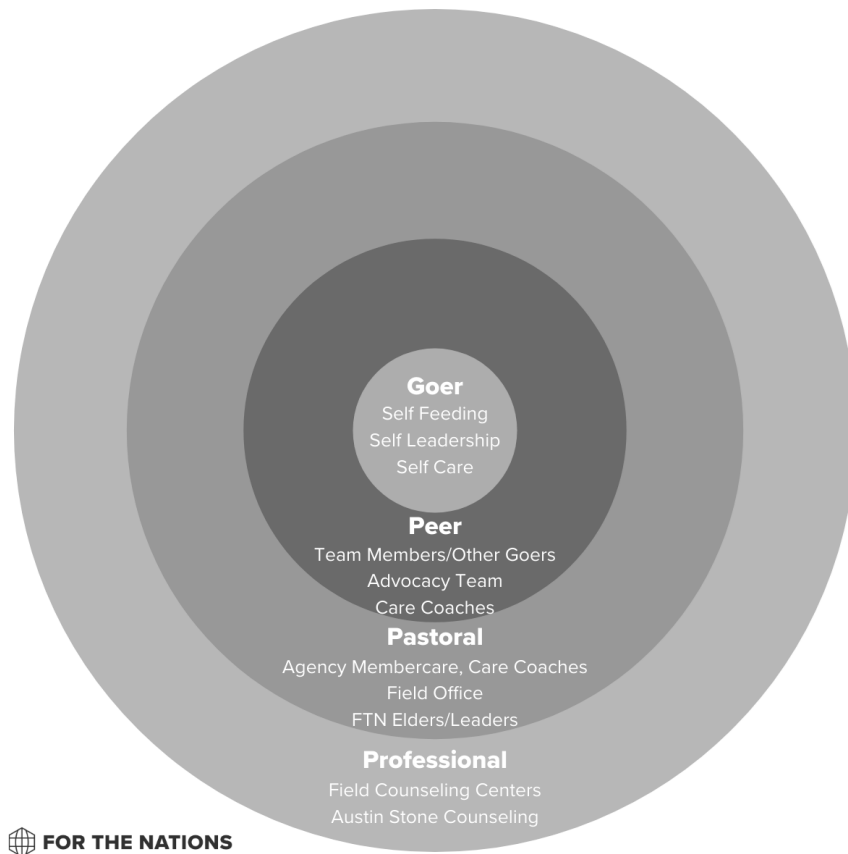 Goer
Self Feeding
Self Leadership
Self Care
Peer
Team Members/Other Goers
Advocacy Team
Care Coaches
Pastoral
Agency Membercare, Care Coaches
Field Office
FTN Elders/Leaders
Professional
Field Counseling Centers
Austin Stone Counseling
FOR THE NATIONS